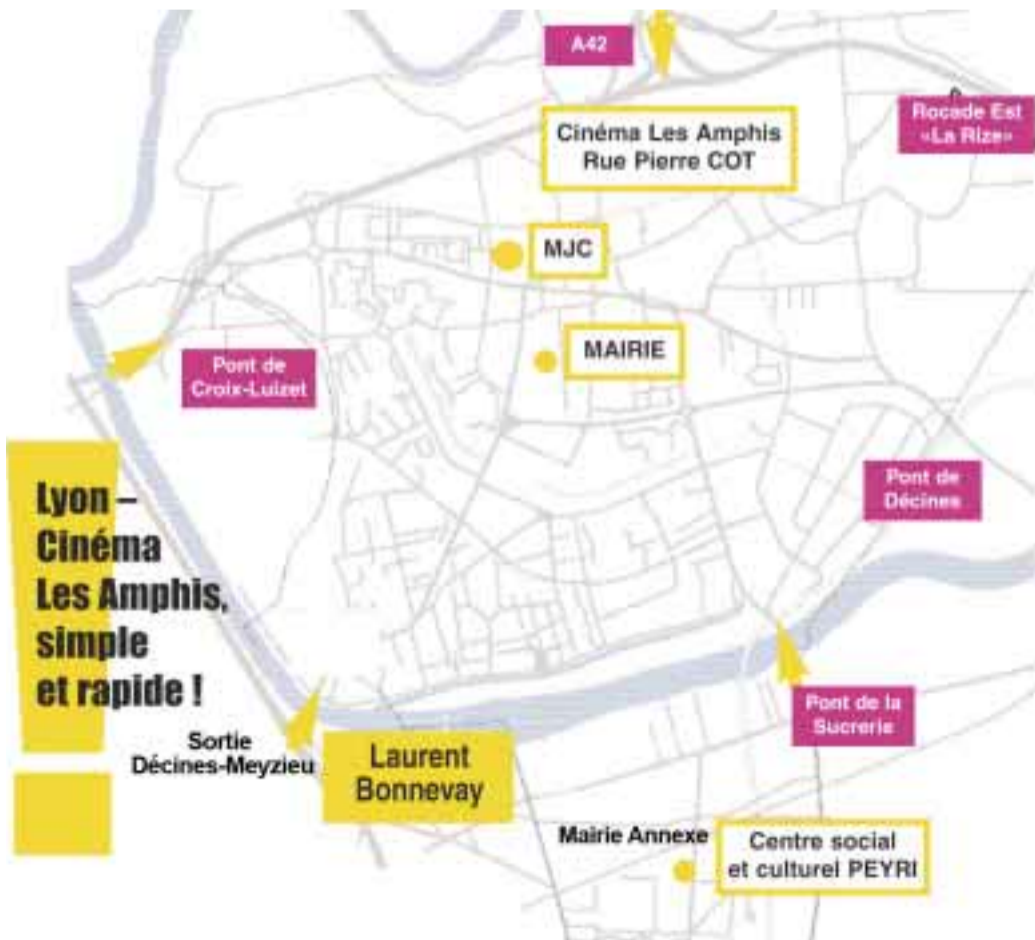 A42
Rocade Est
«La Rize»
Cinéma Les Amphis
Rue Pierre COT
MJC
MAIRIE
Pont de
Croix-Luizet
Pont de
Décines
Lyon –
Cinéma
Les Amphis,
simple
et rapide !
Sortie
Décines-Meyzieu
Laurent
Bonnevay
Pont de la
Sucrerie
Mairie Annexe
Centre social
et culturel PEYRI